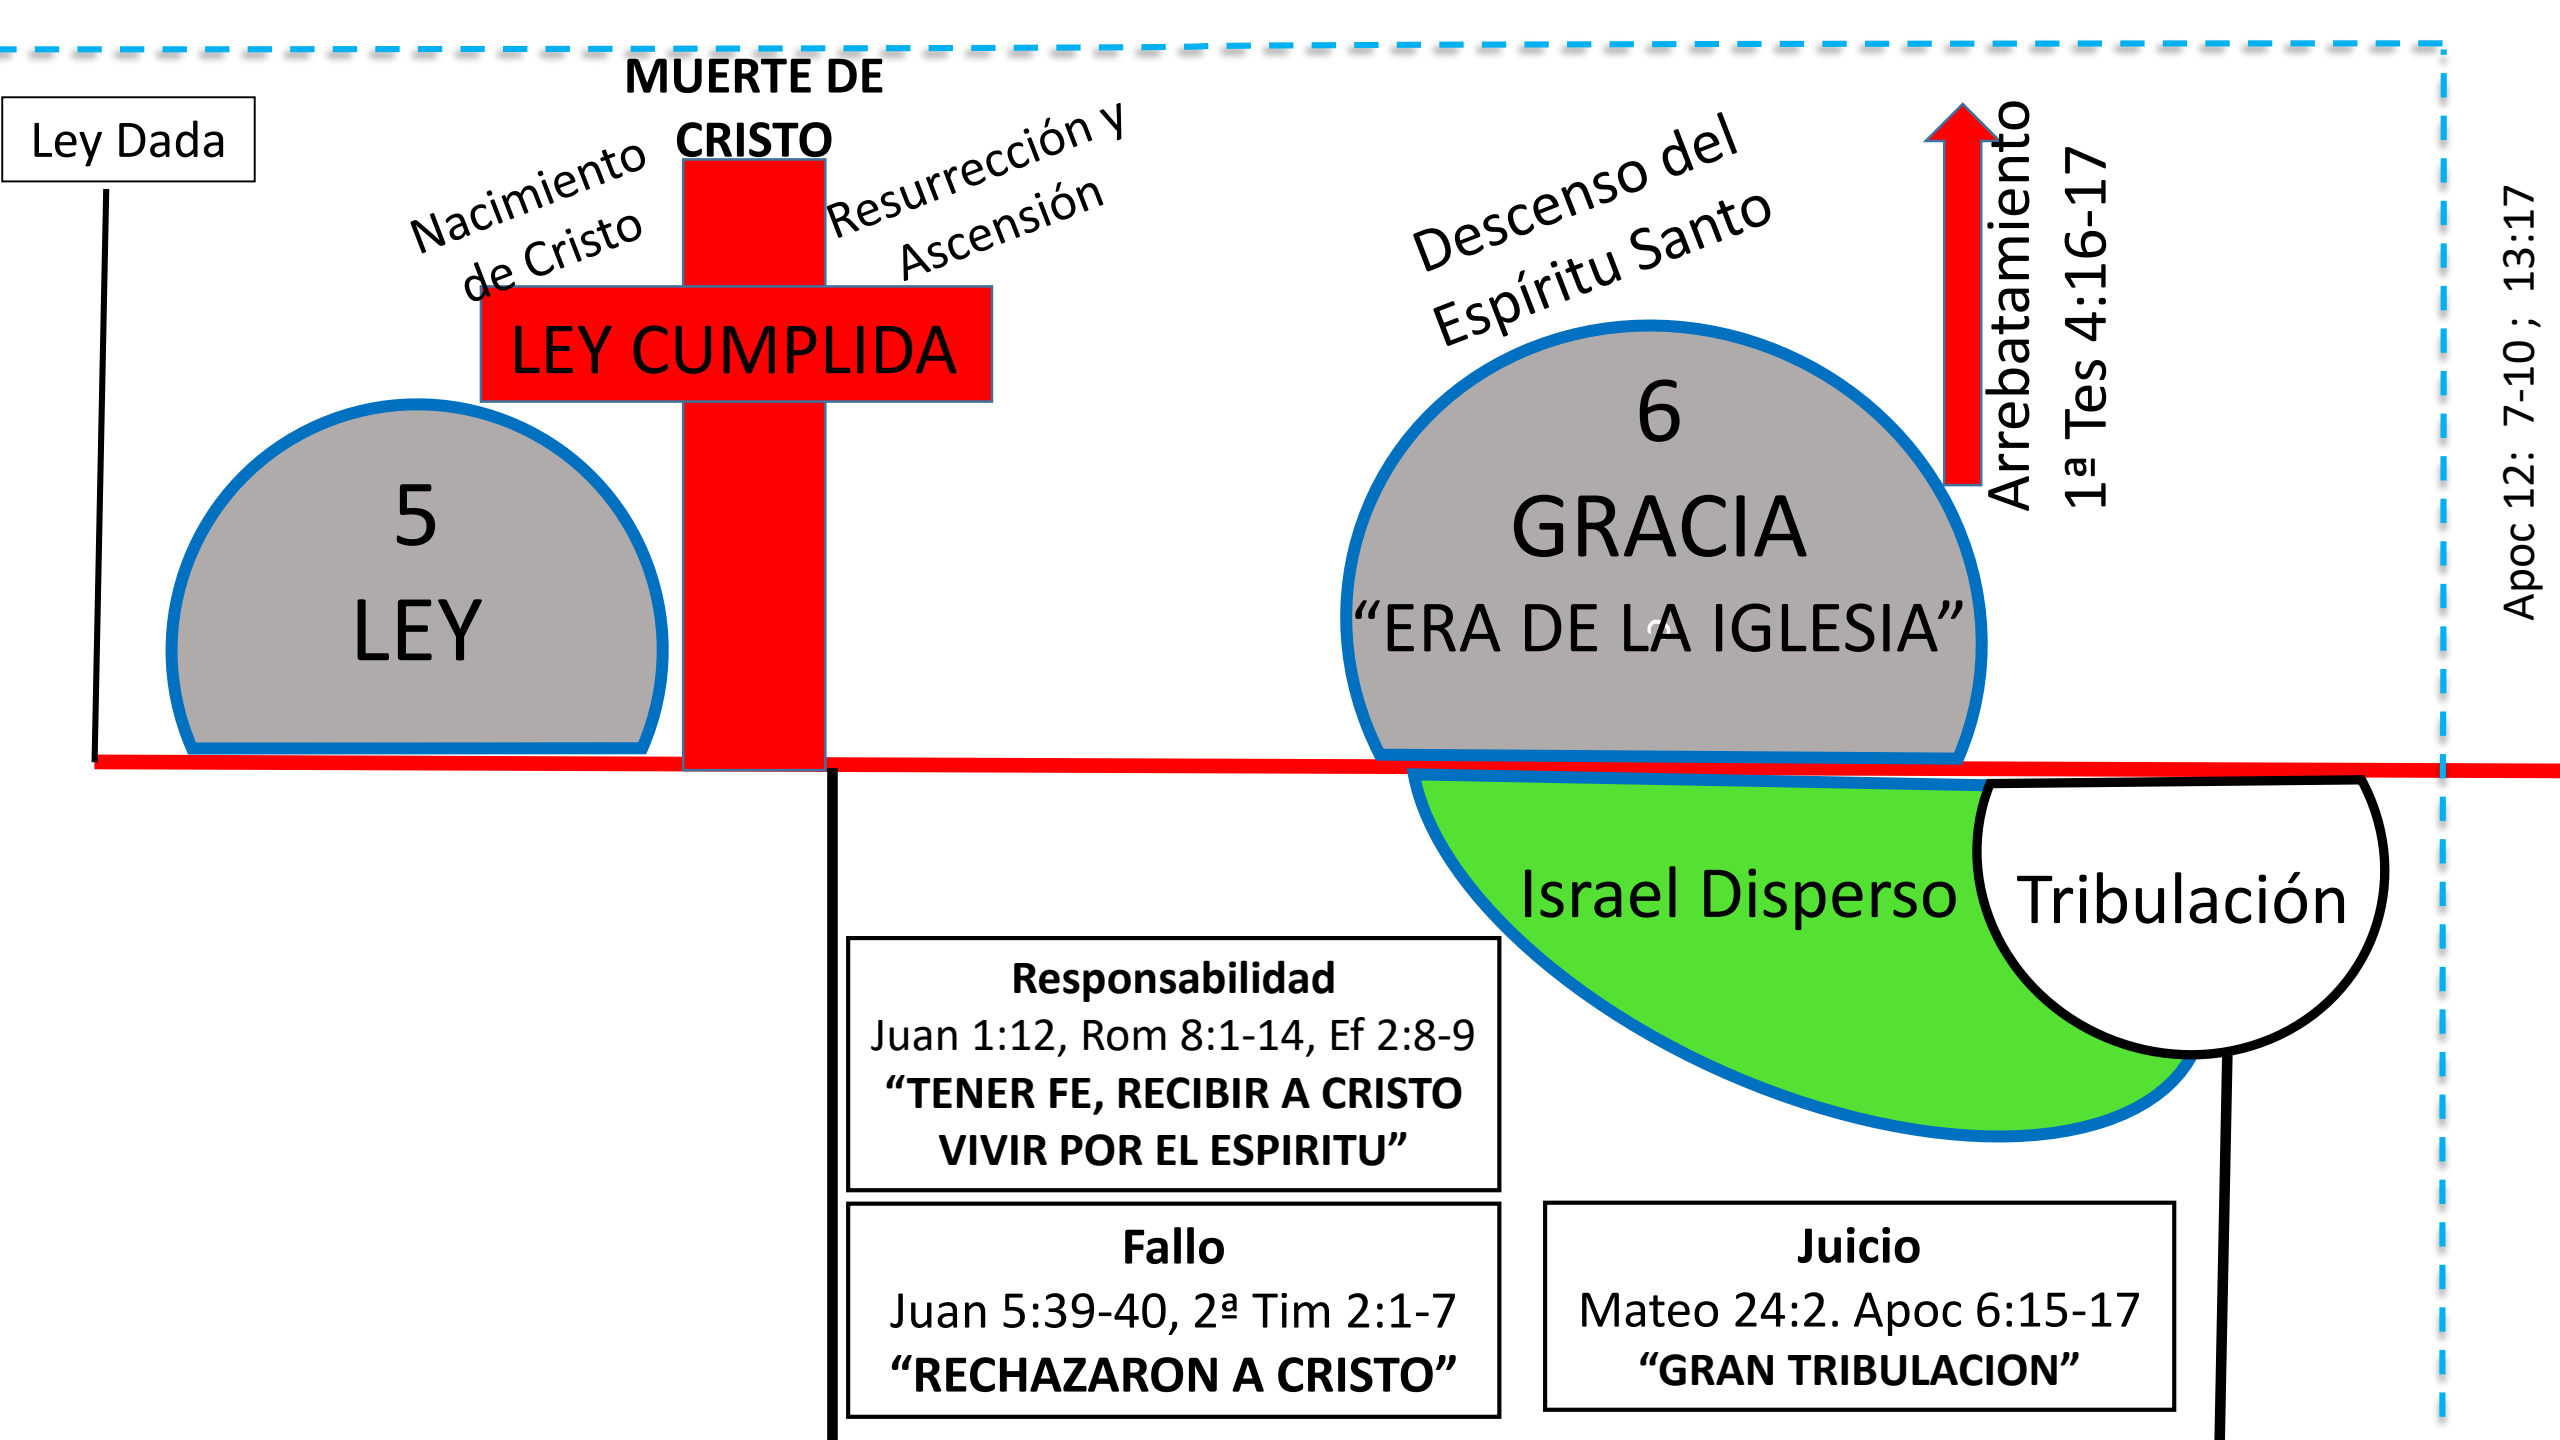 Ley Dada
MUERTE DE
CRISTO
Nacimiento
de Cristo
Resurrección y
Ascensión
LEY CUMPLIDA
5
LEY
Descenso del
Espíritu Santo
6
GRACIA
“ERA DE LA IGLESIA”
Arrebatamiento
1ª Tes 4:16-17
Apoc 12: 7-10 ; 13:17
Israel Disperso
Tribulación
Responsabilidad
Juan 1:12, Rom 8:1-14, Ef 2:8-9
“TENER FE, RECIBIR A CRISTO
VIVIR POR EL ESPIRITU”
Fallo
Juan 5:39-40, 2ª Tim 2:1-7
“RECHAZARON A CRISTO”
Juicio
Mateo 24:2. Apoc 6:15-17
“GRAN TRIBULACION”